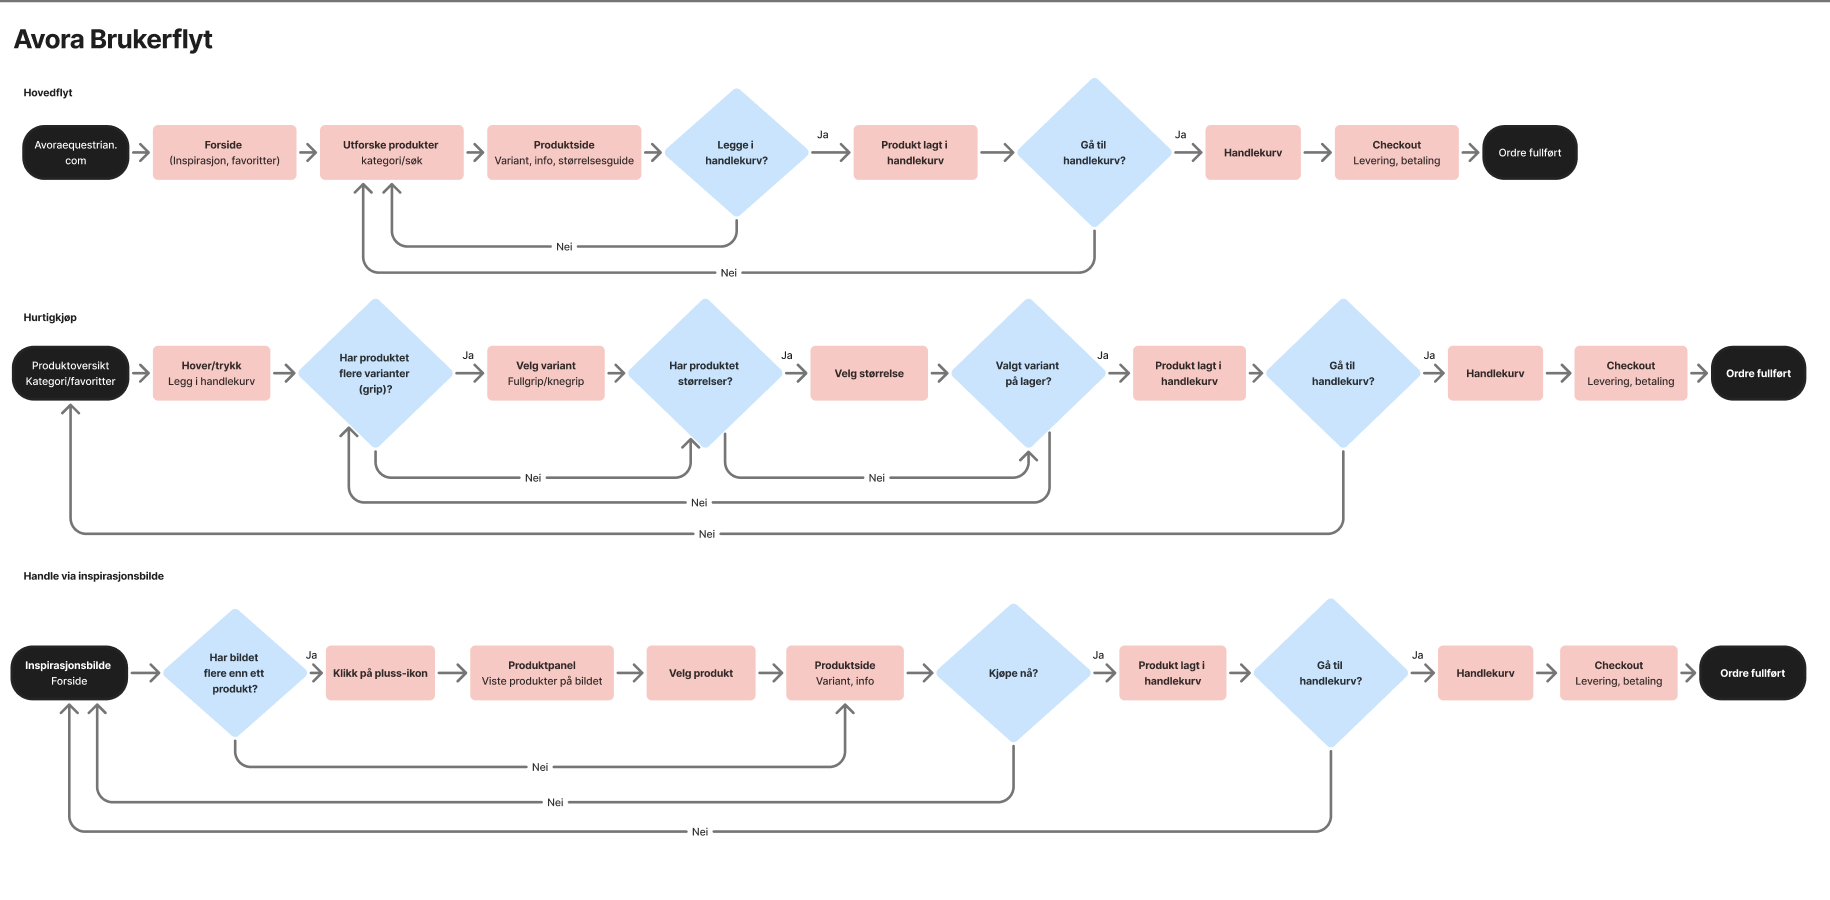 Avora Brukerflyt
Hovedflyt
Avoraequestrian.
com
Forside
(Inspirasjon, favoritter)
Utforske produkter
kategori/søk
Produktside
Variant, info, størrelsesguide
Legge i
handlekurv?
Ja
Produkt lagt i
handlekurv
Gå til
handlekurv?
Ja
Handlekurv
Checkout
Levering, betaling
Ordre fullført
Nei
Nei
Hurtigkjøp
Produktoversikt
Kategori/favoritter
Hover/trykk
Legg i handlekurv
Har produktet
flere varianter
(grip)?
Ja
Velg variant
Fullgrip/knegrip
Har produktet
størrelser?
Ja
Velg størrelse
Valgt variant
på lager?
Ja
Produkt lagt i
handlekurv
Gå til
handlekurv?
Ja
Handlekurv
Checkout
Levering, betaling
Ordre fullført
Nei
Nei
Nei
Nei
Handle via inspirasjonsbilde
Inspirasjonsbilde
Forside
Har bildet
flere enn ett
produkt?
Ja
Klikk på pluss-ikon
Produktpanel
Viste produkter på bildet
Velg produkt
Produktside
Variant, info
Kjøpe nå?
Ja
Produkt lagt i
handlekurv
Gå til
handlekurv?
Ja
Handlekurv
Checkout
Levering, betaling
Ordre fullført
Nei
Nei
Nei